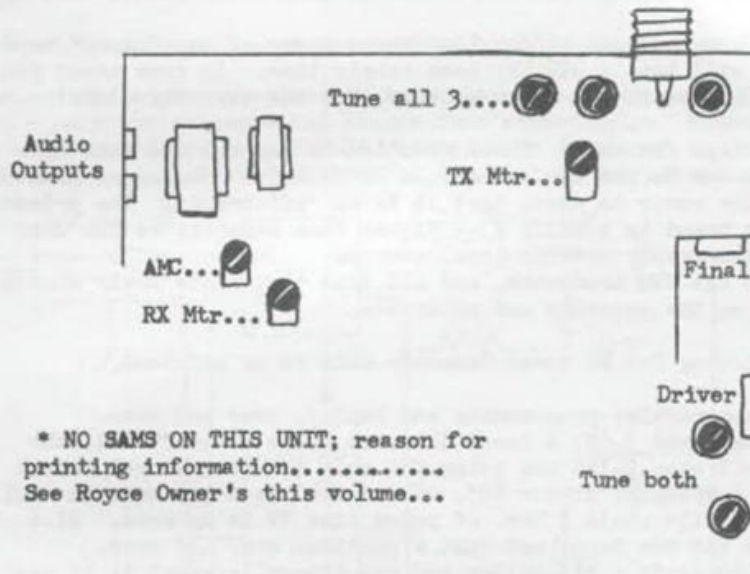 Tune all 3....
Audio
Outputs
TX Mtr...
AMC...
RX Mtr...
Final
Driver
* NO SAMS ON THIS UNIT; reason for
printing information.............
See Royce Owner's this volume...
Tune both